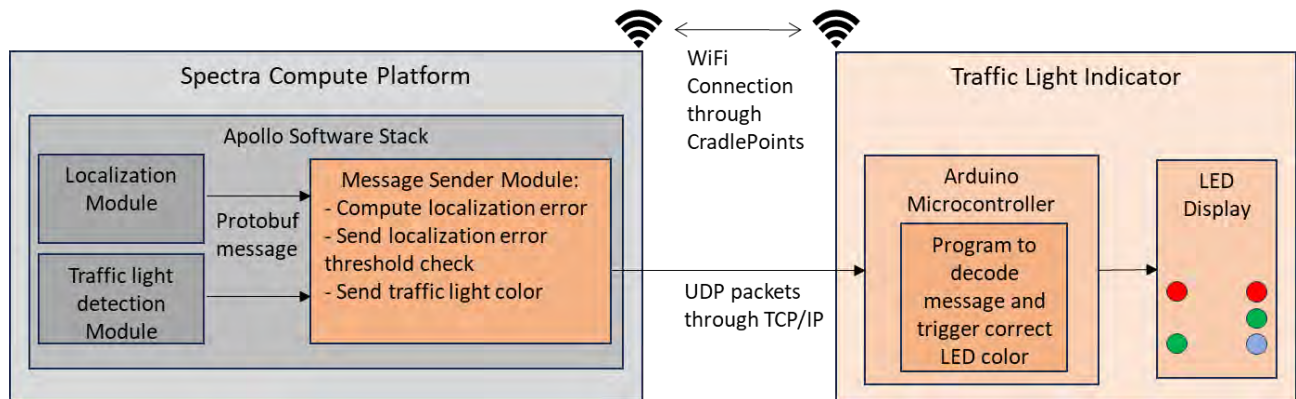 Spectra Compute Platform
Apollo Software Stack
Localization
Module
Traffic light
detection
Module
Protobuf
message
Message Sender Module:
- Compute localization error
- Send localization error
threshold check
- Send traffic light color
WiFi
Connection
through
CradlePoints
UDP packets
through TCP/IP
Traffic Light Indicator
Arduino
Microcontroller
Program to
decode
message and
trigger correct
LED color
LED
Display